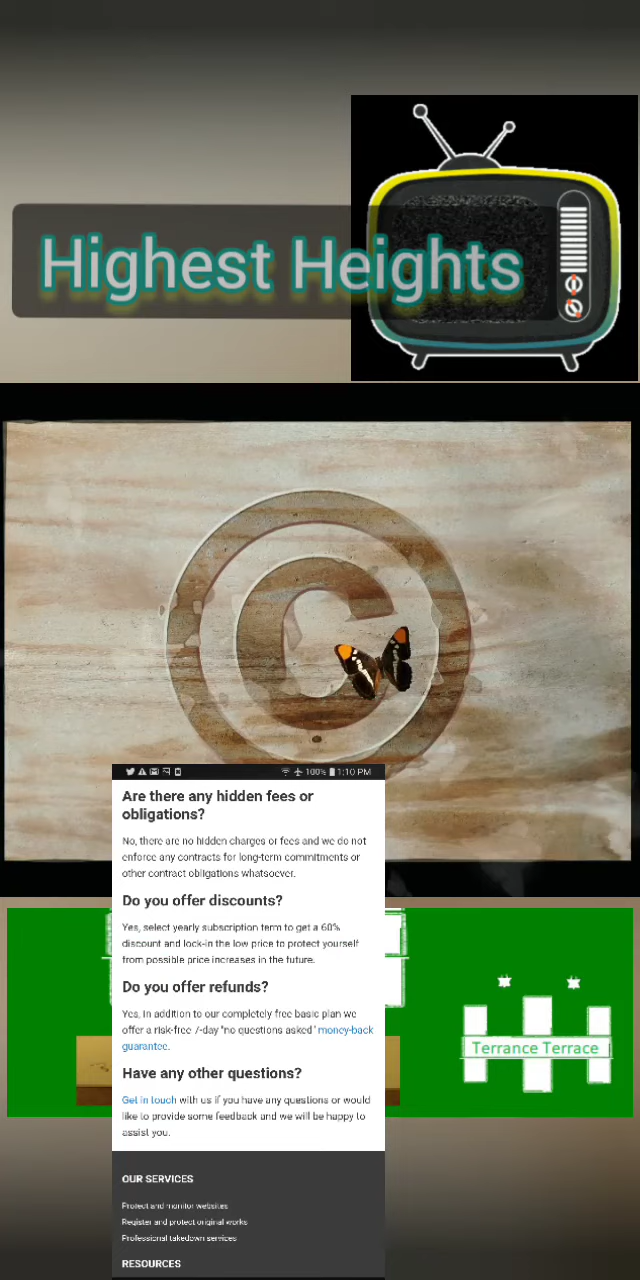 Highest Heights
C
100% 1:10 PM
Are there any hidden fees or
obligations?
No, there are no hidden charges or fees and we do not
enforce any contracts for long-term commitments or
other contract obligations whatsoever.
Do you offer discounts?
Yes, select yearly subscription term to get a 60%
discount and lock-in the low price to protect yourself
from possible price increases in the future.
Do you offer refunds?
Yes, in addition to our completely free basic plan we
offer a risk-free 7-day "no questions asked" money-back
guarantee.
Have any other questions?
Get in touch with us if you have any questions or would
like to provide some feedback and we will be happy to
assist you.
Terrance Terrace
OUR SERVICES
Protect and monitor websites
Register and protect original works
Professional takedown services
RESOURCES